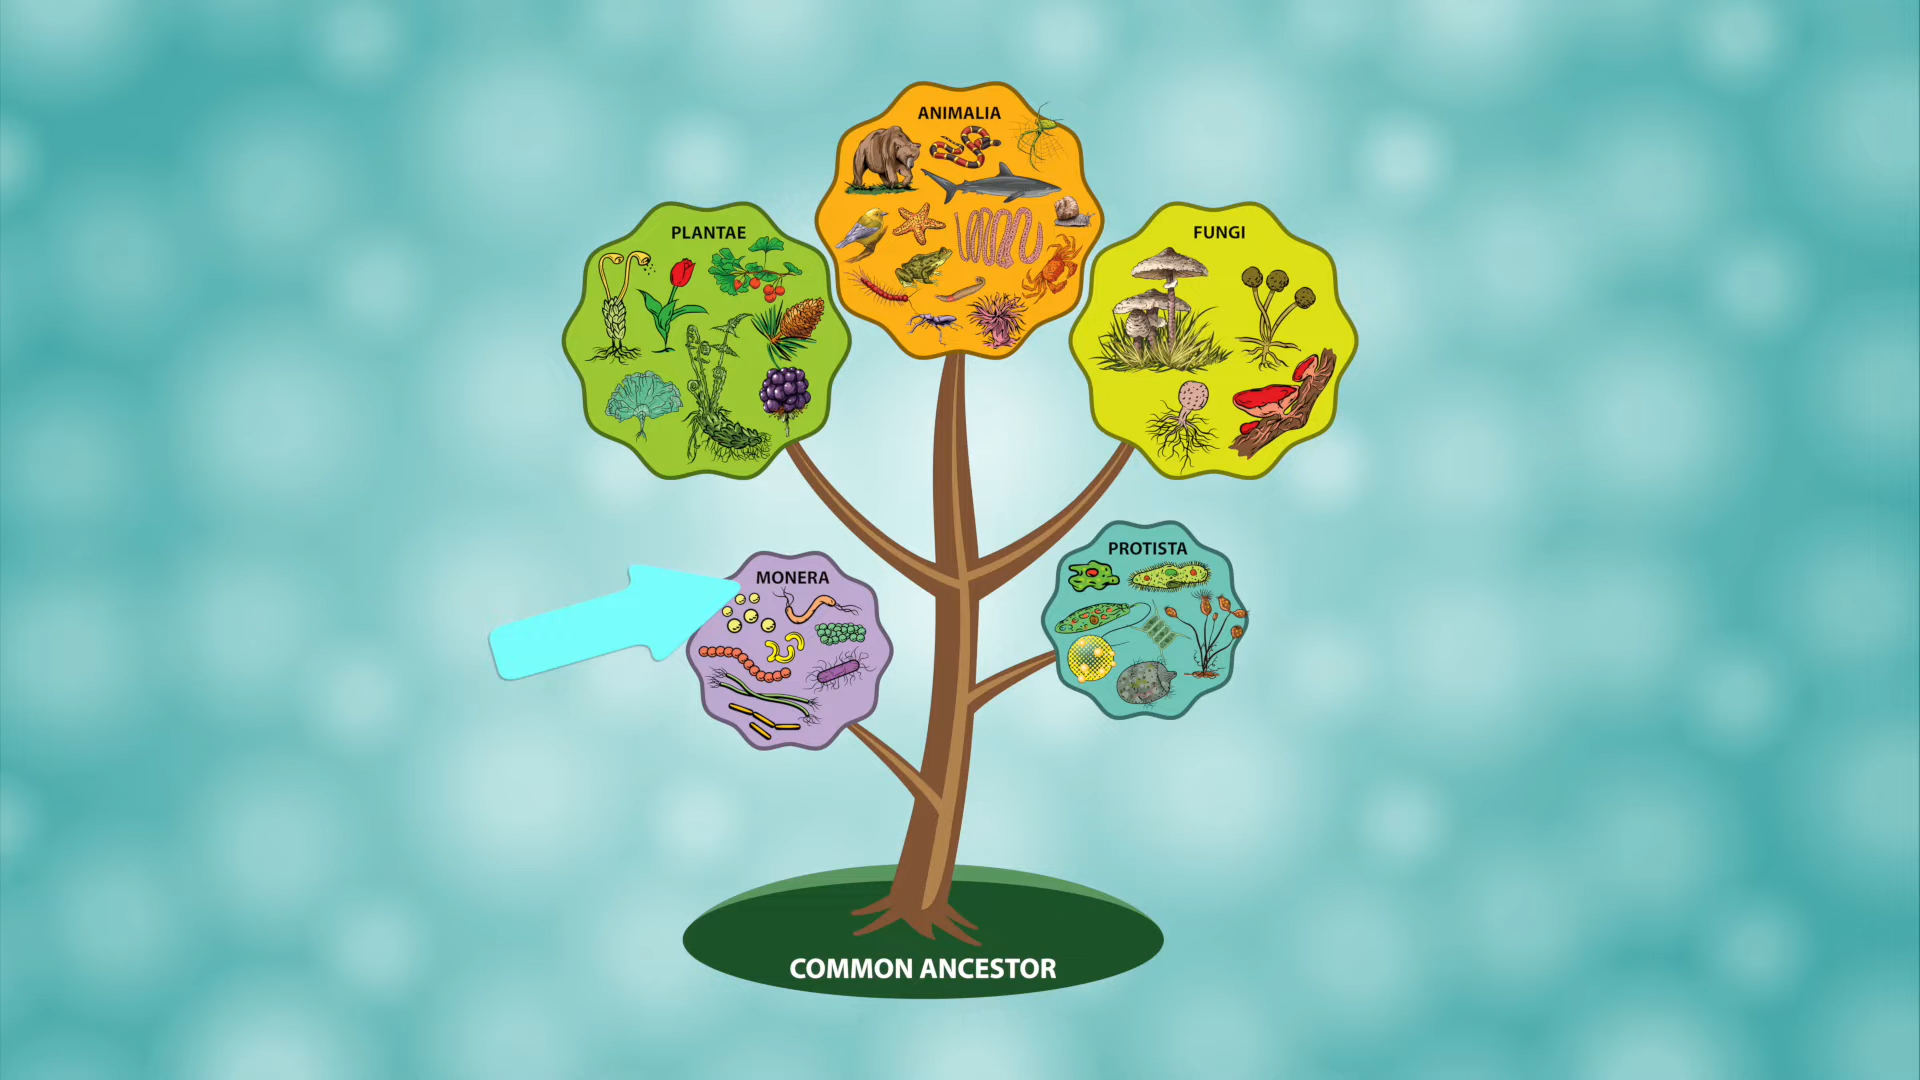 ANIMALIA
PLANTAE
FUNGI
PROTISTA
MONERA
COMMON ANCESTOR